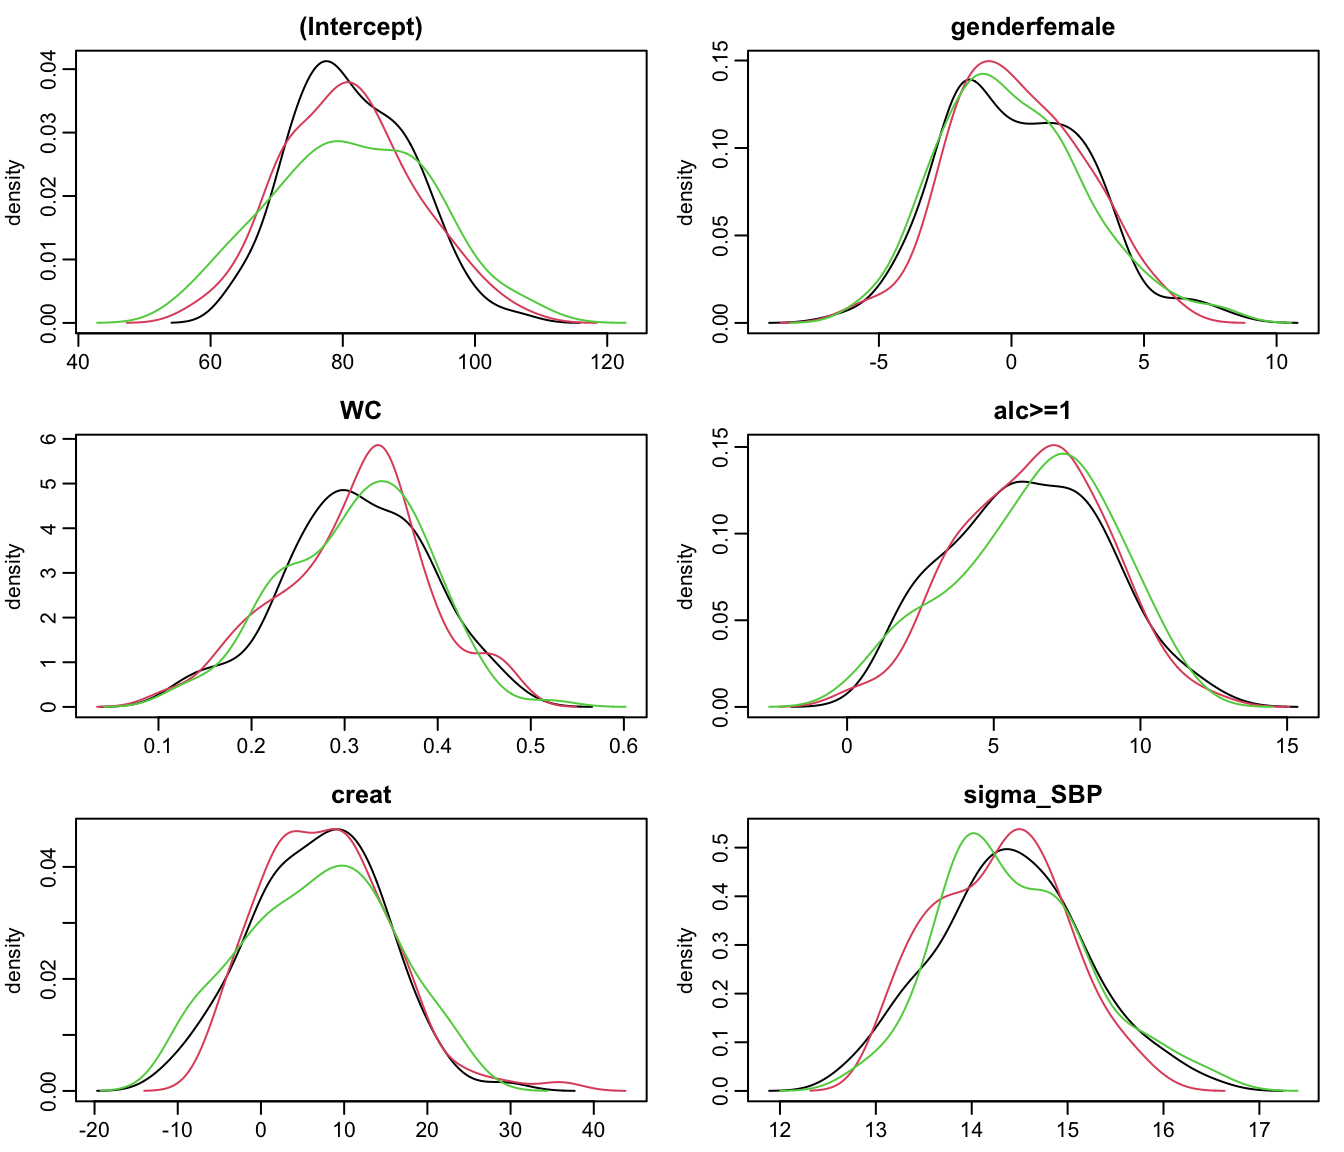 (Intercept)
density
0.00 0.01 0.02 0.03 0.04
40 60 80 100 120
genderfemale
density
0.00 0.05 0.10 0.15
-5 0 5 10
WC
density
0 1 2 3 4 5 6
0.1 0.2 0.3 0.4 0.5 0.6
alc>=1
density
0.00 0.05 0.10 0.15
0 5 10 15
creat
density
0.00 0.02 0.04
-20 -10 0 10 20 30 40
sigma_SBP
density
0.0 0.1 0.2 0.3 0.4 0.5
12 13 14 15 16 17